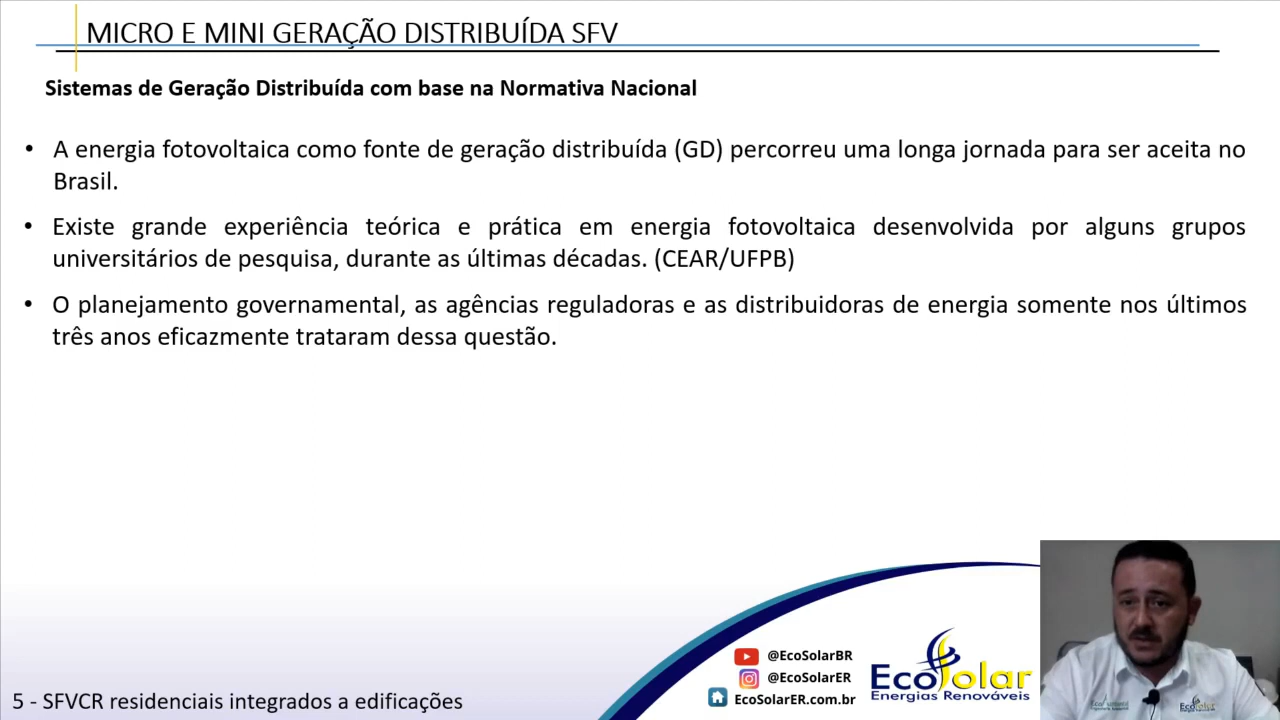 MICRO E MINI GERAÇÃO DISTRIBUÍDA SFV
Sistemas de Geração Distribuída com base na Normativa Nacional
• A energia fotovoltaica como fonte de geração distribuída (GD) percorreu uma longa jornada para ser aceita no
Brasil.
• Existe grande experiência teórica e prática em energia fotovoltaica desenvolvida por alguns grupos
universitários de pesquisa, durante as últimas décadas. (CEAR/UFPB)
• O planejamento governamental, as agências reguladoras e as distribuidoras de energia somente nos últimos
três anos eficazmente trataram dessa questão.
@EcoSolarBR
@EcoSolarER
EcoSolarER.com.br
EcoSolar
Energias Renováveis
5 - SFVCR residenciais integrados a edificações